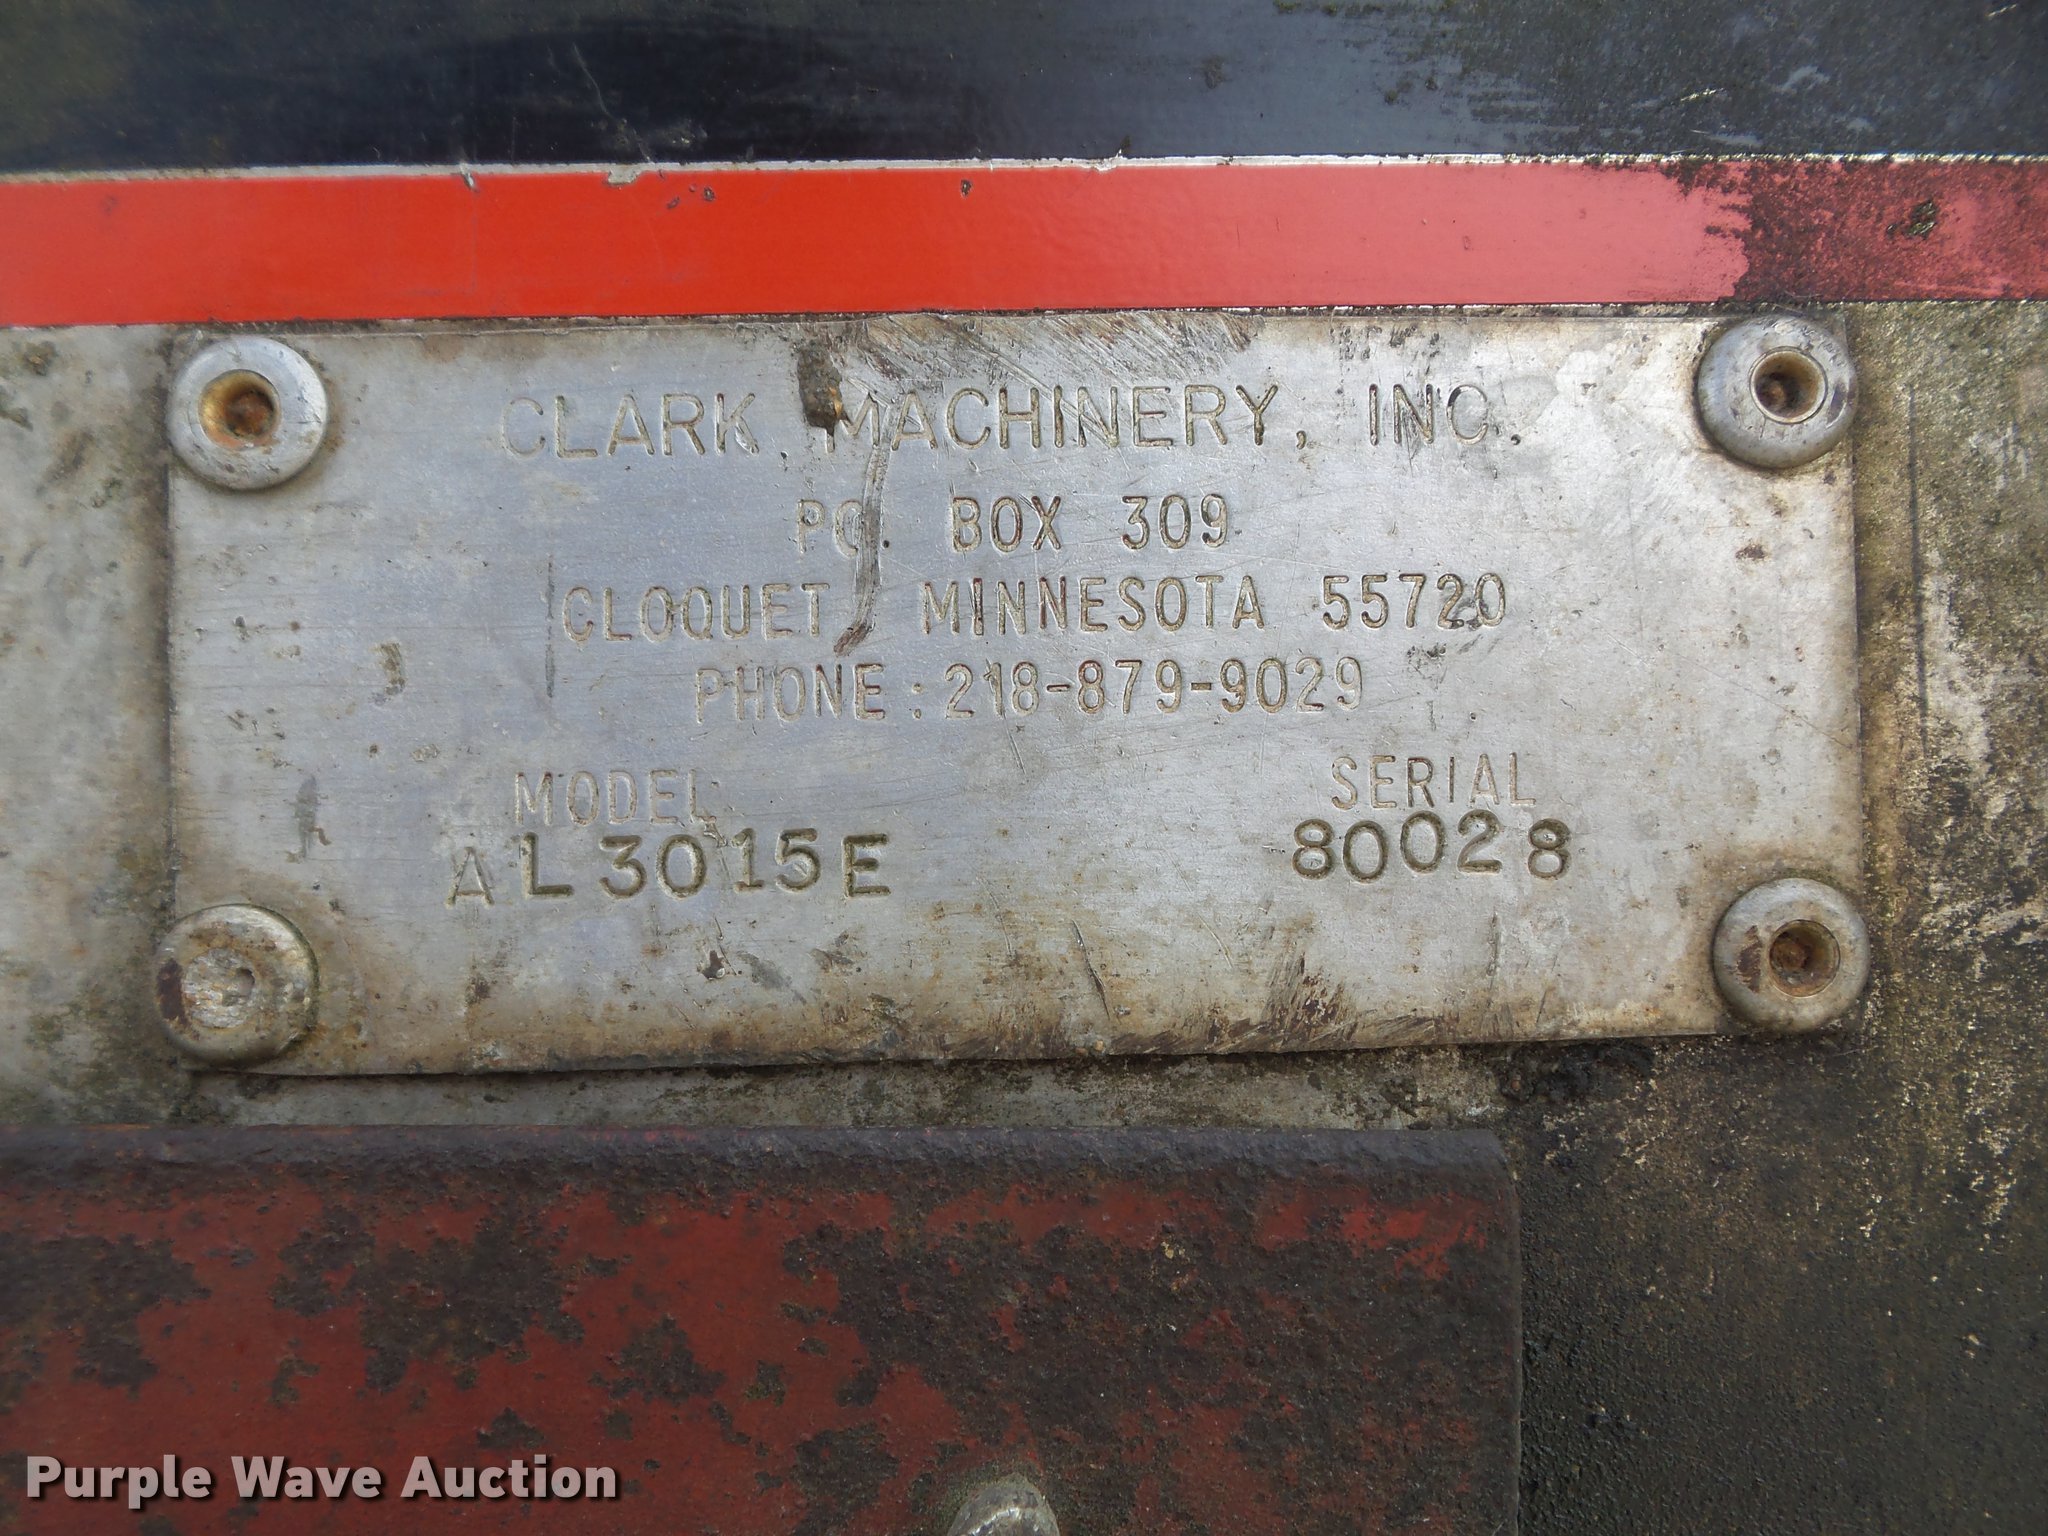 CLARK MACHINERY, INC.
PO. BOX 309
CLOQUET, MINNESOTA 55720
PHONE: 218-879-9029
MODEL SERIAL
AL3015E 80028
Purple Wave Auction